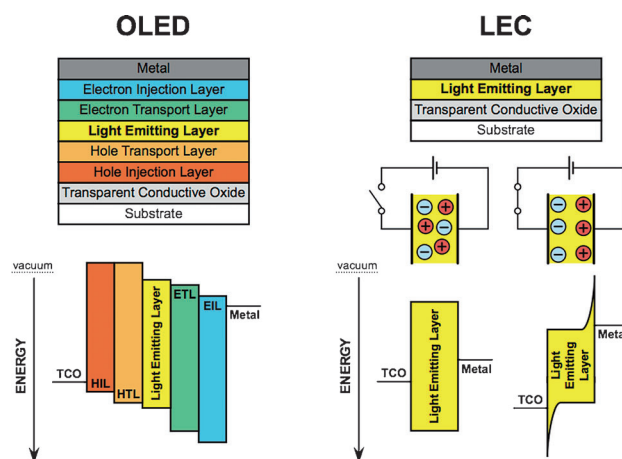 OLED
Metal
Electron Injection Layer
Electron Transport Layer
Light Emitting Layer
Hole Transport Layer
Hole Injection Layer
Transparent Conductive Oxide
Substrate
vacuum
ENERGY
TCO
HIL
HTL
Light Emitting Layer
ETL
EIL
Metal
LEC
Metal
Light Emitting Layer
Transparent Conductive Oxide
Substrate
− −
+ + −
− +
− +
− +
− +
vacuum
ENERGY
TCO
Light Emitting Layer
Metal
TCO
Light
Emitting
Layer
Metal